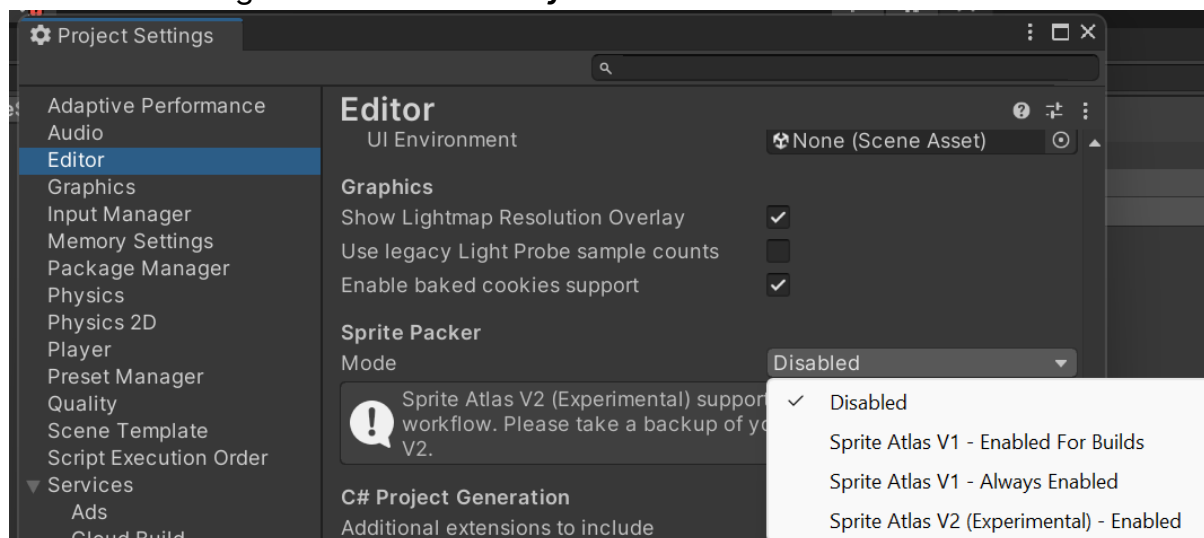 Project Settings
Adaptive Performance
Audio
Editor
Graphics
Input Manager
Memory Settings
Package Manager
Physics
Physics 2D
Player
Preset Manager
Quality
Scene Template
Script Execution Order
Services
Ads
Cloud Build
Editor
UI Environment
None (Scene Asset)
Graphics
Show Lightmap Resolution Overlay
Use legacy Light Probe sample counts
Enable baked cookies support
Sprite Packer
Mode
Disabled
Sprite Atlas V2 (Experimental) support
workflow. Please take a backup of yo
V2.
Disabled
Sprite Atlas V1 - Enabled For Builds
Sprite Atlas V1 - Always Enabled
Sprite Atlas V2 (Experimental) - Enabled
C# Project Generation
Additional extensions to include